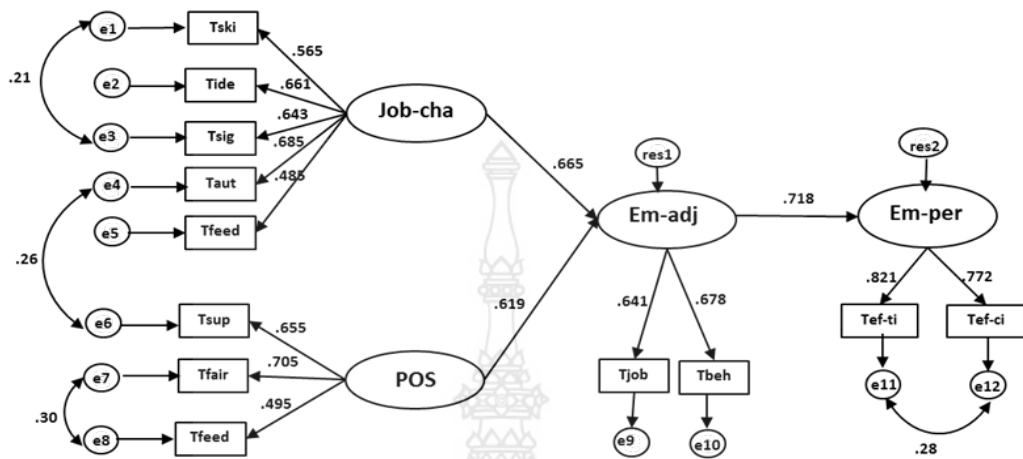 e1
Tski
.565
.21
e2
Tide
.661
Job-cha
e3
Tsig
.643
.685
e4
Taut
.485
e5
Tfeed
.26
e6
Tsup
.655
e7
Tfair
.705
POS
.30
e8
Tfeed
.495
.665
.619
res1
Em-adj
.718
res2
Em-per
.641
.678
Tjob
Tbeh
e9
e10
.821
.772
Tef-ti
Tef-ci
e11
e12
.28